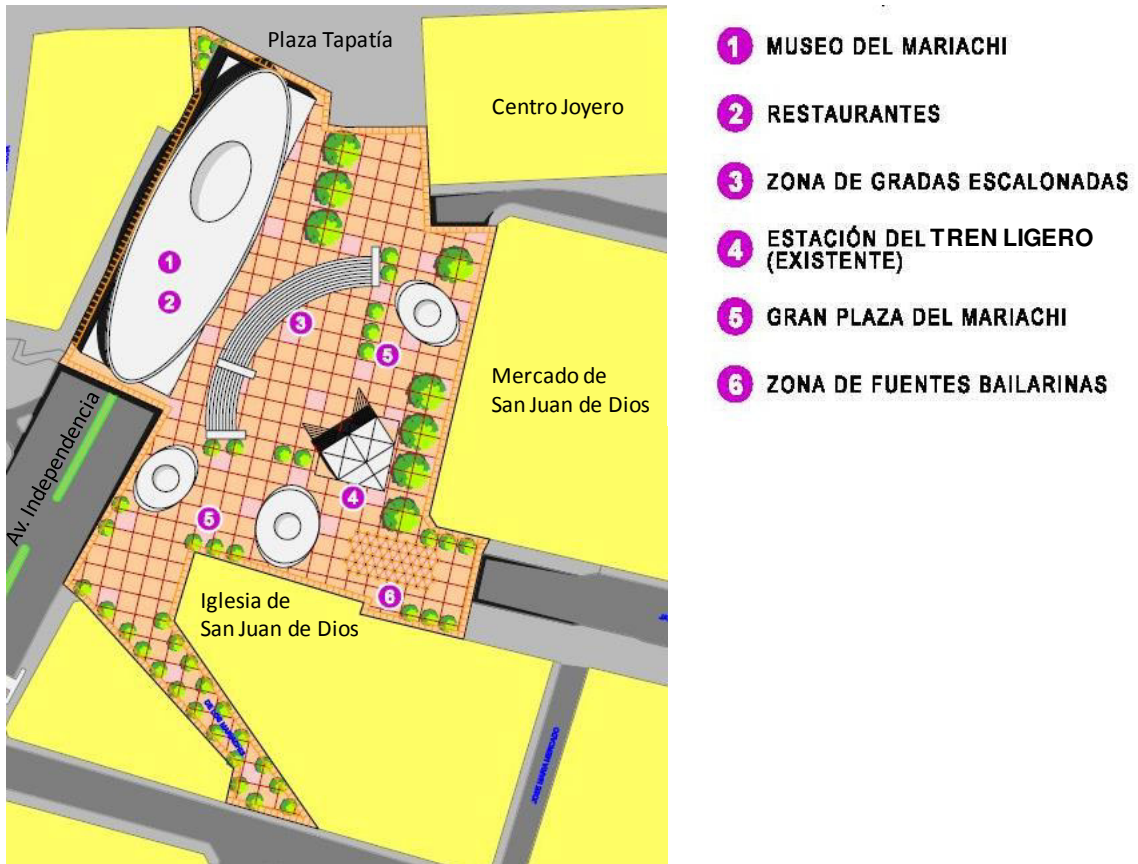 Plaza Tapatía
Centro Joyero
Mercado de
San Juan de Dios
Av. Independencia
Iglesia de
San Juan de Dios
1
2
3
5
4
5
6
1 MUSEO DEL MARIACHI
2 RESTAURANTES
3 ZONA DE GRADAS ESCALONADAS
4 ESTACIÓN DEL TREN LIGERO
(EXISTENTE)
5 GRAN PLAZA DEL MARIACHI
6 ZONA DE FUENTES BAILARINAS